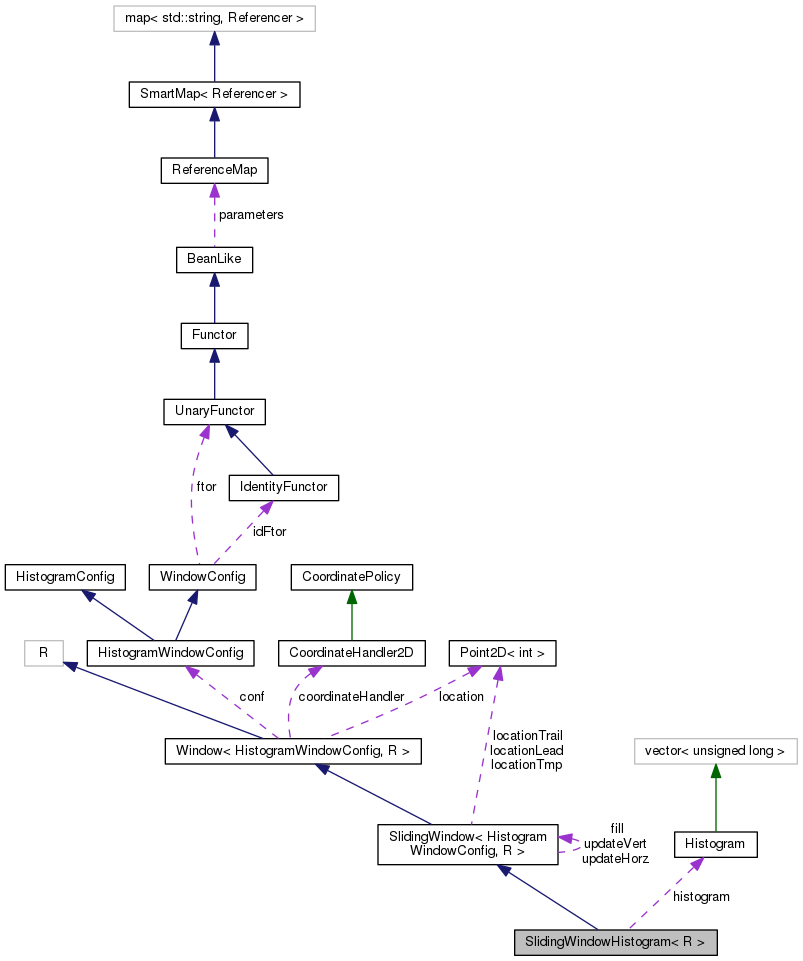 map< std::string, Referencer >
SmartMap< Referencer >
ReferenceMap
parameters
BeanLike
Functor
UnaryFunctor
ftor
IdentityFunctor
idFtor
HistogramConfig
WindowConfig
CoordinatePolicy
R
HistogramWindowConfig
CoordinateHandler2D
Point2D< int >
conf
coordinateHandler
location
Window< HistogramWindowConfig, R >
locationTrail
locationLead
locationTmp
vector< unsigned long >
SlidingWindow< Histogram
WindowConfig, R >
fill
updateVert
updateHorz
Histogram
histogram
SlidingWindowHistogram< R >